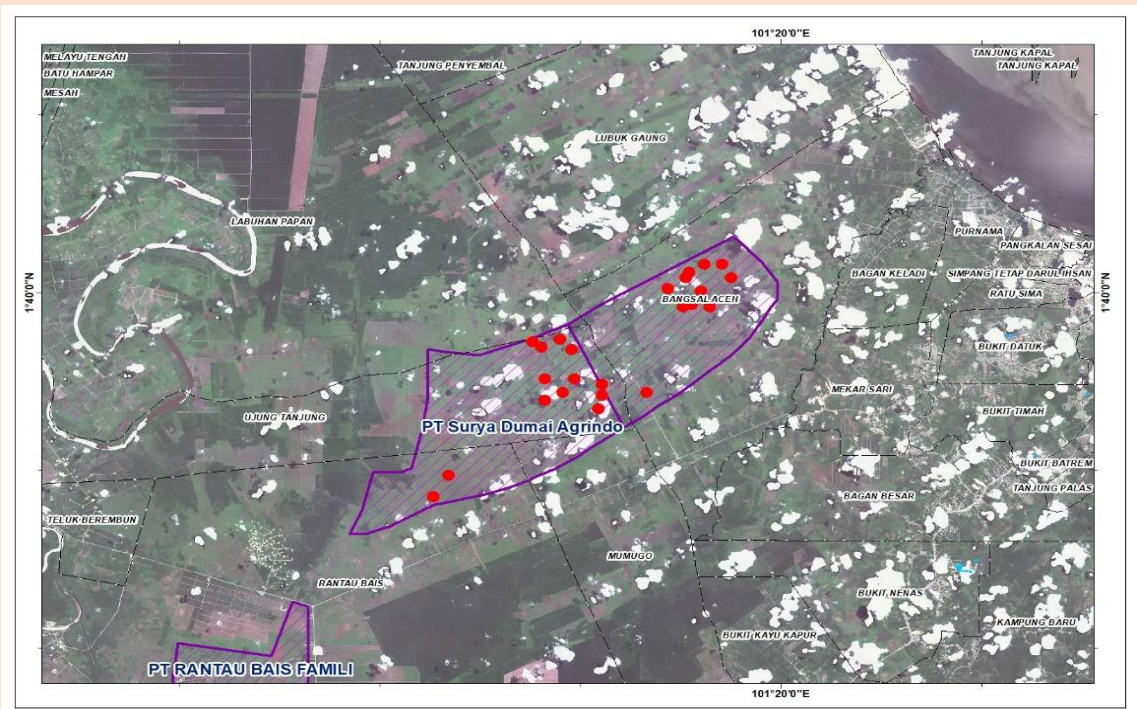 101°20'0"E
MELAYU TENGAH
BATU HAMPAR
MESAH
TANJUNG PENYEMBAL
TANJUNG KAPAL
TANJUNG KAPAL
LUBUK GAUNG
LABUHAN PAPAN
PURNAMA
PANGKALAN SESAI
BAGAN KELADI
SIMPANG TETAP DARUL IHSAN
RATU SIMA
1°40'0"N
1°40'0"N
BANGSAL ACEH
BUKIT DATUK
MEKAR SARI
UJUNG TANJUNG
BUKIT TIMAH
PT Surya Dumai Agrindo
BUKIT BATREM
TANJUNG PALAS
BAGAN BESAR
TELUK BEREMBUN
MUMUGO
RANTAU BAIS
BUKIT NENAS
KAMPUNG BARU
BUKIT KAYU KAPUR
PT RANTAU BAIS FAMILI
101°20'0"E